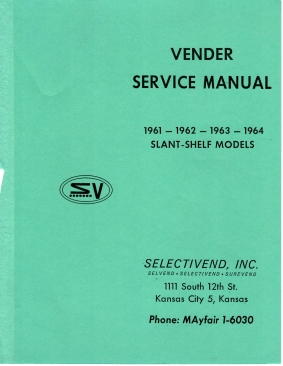 VENDER
SERVICE MANUAL
1961 — 1962 — 1963 — 1964
SLANT-SHELF MODELS
SV
SELECTIVEND, INC.
SELVEND • SELECTIVEND • SUREVEND
1111 South 12th St.
Kansas City 5, Kansas
Phone: MAyfair 1-6030